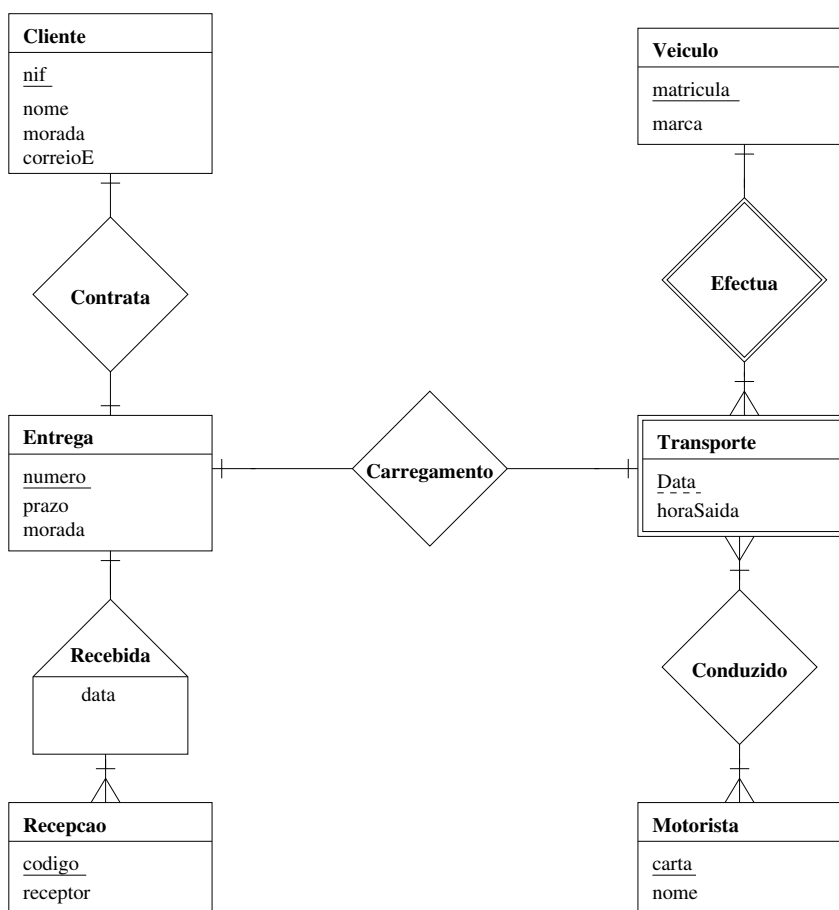 Cliente
nif
nome
morada
correioE
Veiculo
matricula
marca
Contrata
Efectua
Entrega
numero
prazo
morada
Carregamento
Transporte
Data
horaSaida
Recebida
data
Conduzido
Recepcao
codigo
receptor
Motorista
carta
nome